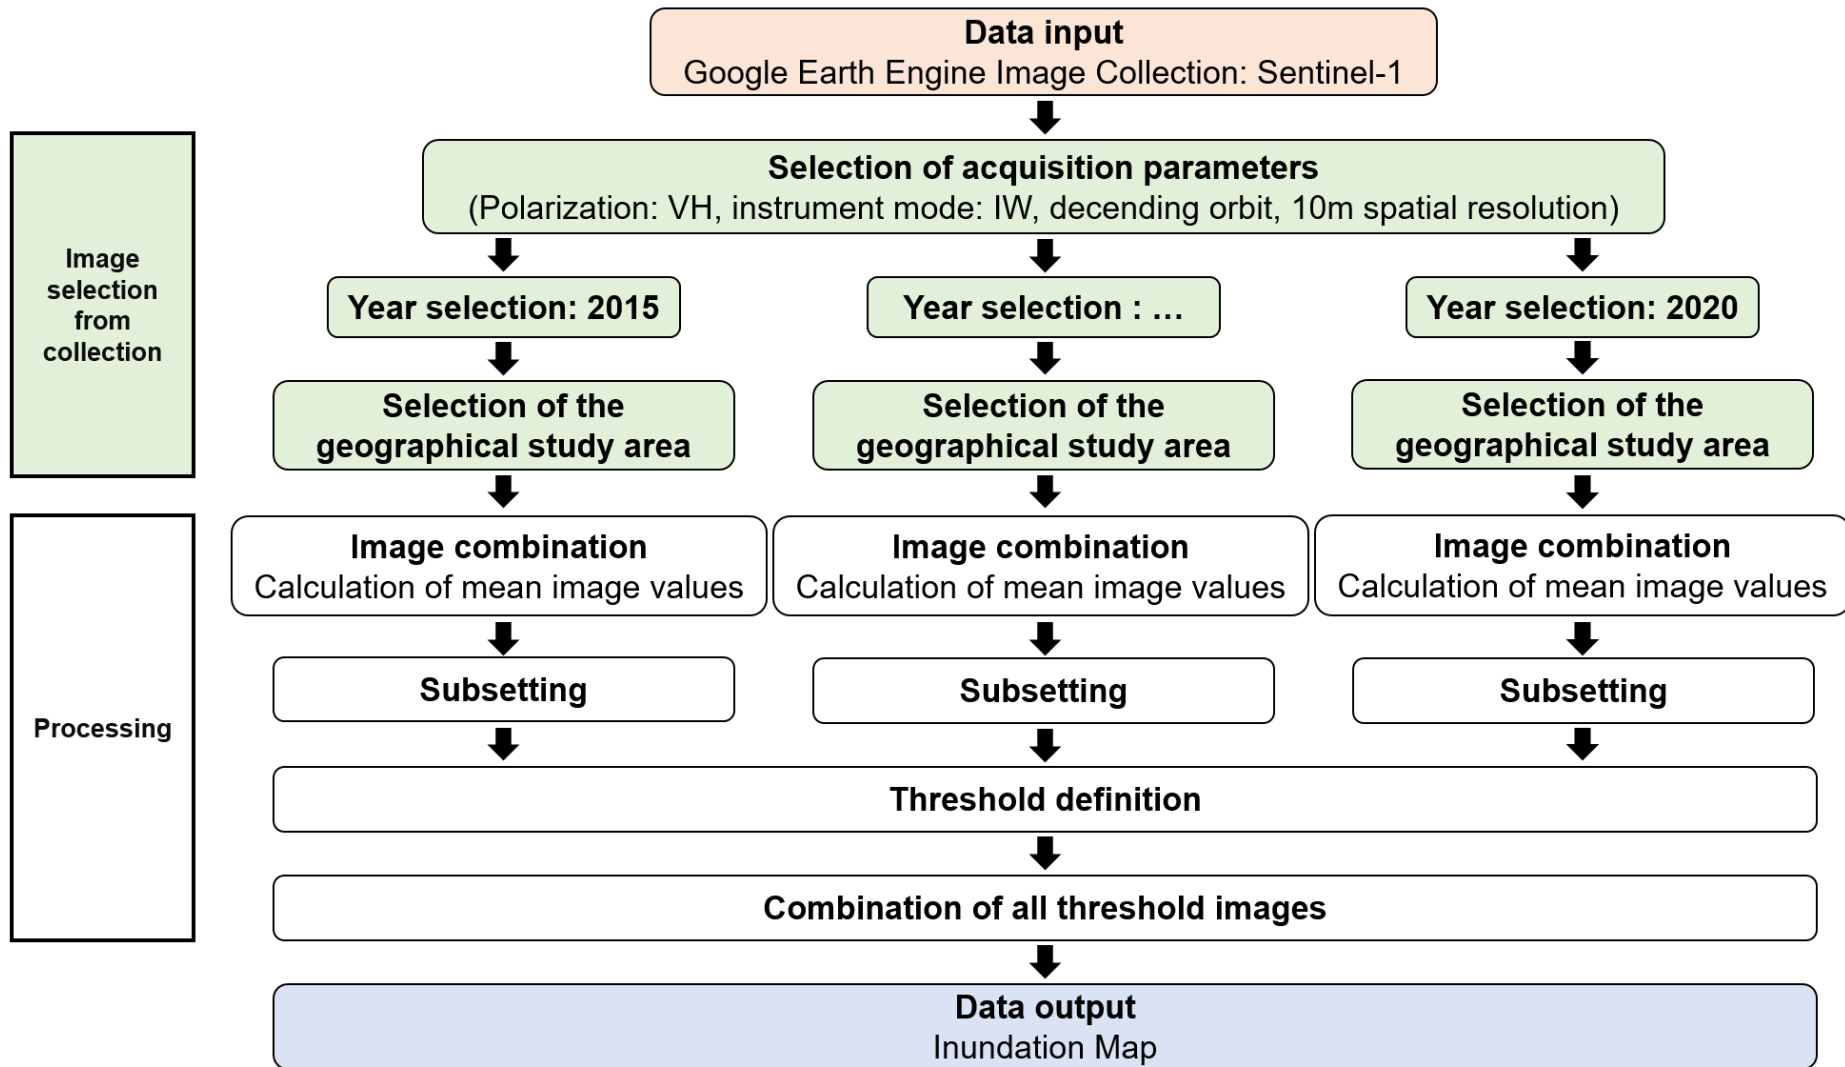 Data input
Google Earth Engine Image Collection: Sentinel-1
Image
selection
from
collection
Selection of acquisition parameters
(Polarization: VH, instrument mode: IW, decending orbit, 10m spatial resolution)
Year selection: 2015
Year selection : ...
Year selection: 2020
Selection of the
geographical study area
Selection of the
geographical study area
Selection of the
geographical study area
Processing
Image combination
Calculation of mean image values
Image combination
Calculation of mean image values
Image combination
Calculation of mean image values
Subsetting
Subsetting
Subsetting
Threshold definition
Combination of all threshold images
Data output
Inundation Map